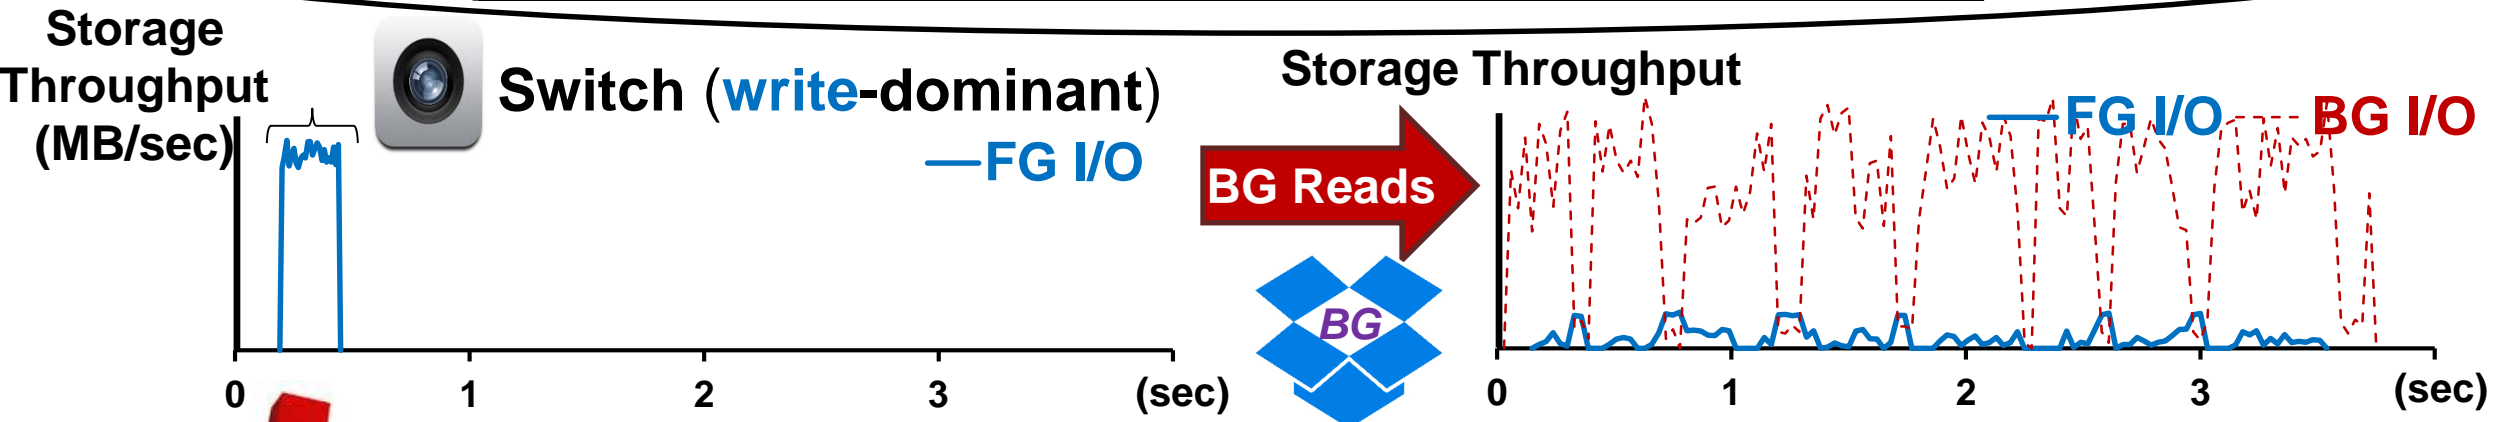 Storage
Throughput
(MB/sec)
Switch (write-dominant)
FG I/O
0
1
2
3
(sec)
BG Reads
BG
Storage Throughput
FG I/O
BG I/O
0
1
2
3
(sec)